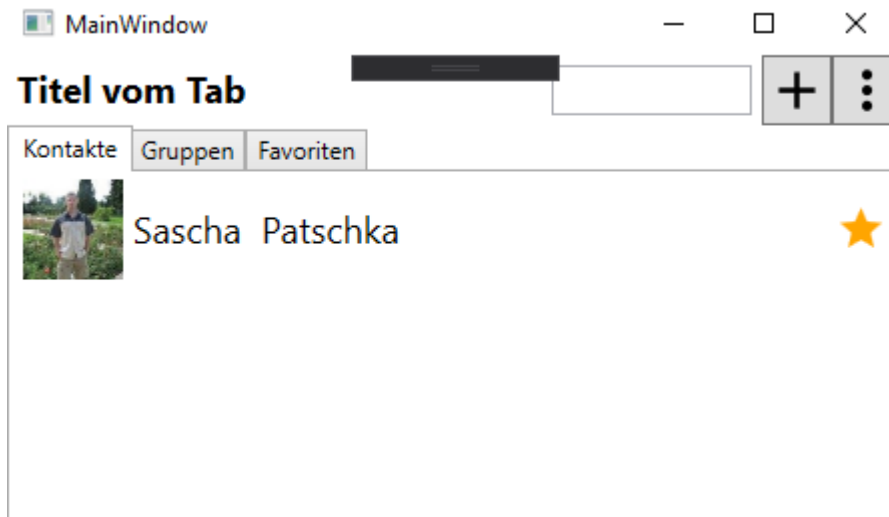 MainWindow
Titel vom Tab
Kontakte Gruppen Favoriten
Sascha Patschka